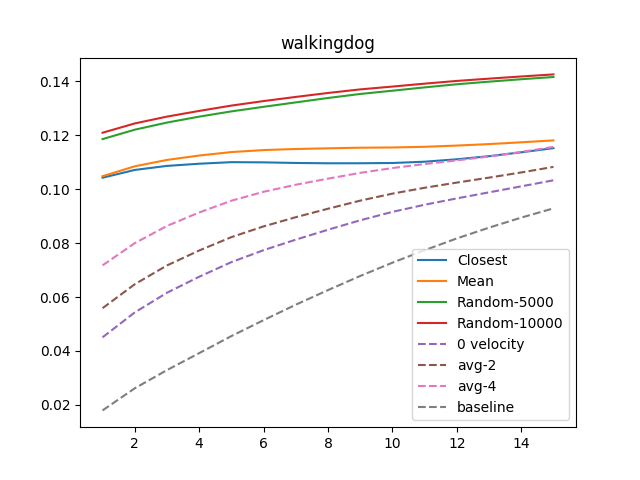 walkingdog
0.14
0.12
0.10
0.08
0.06
0.04
0.02
2 4 6 8 10 12 14
Closest
Mean
Random-5000
Random-10000
0 velocity
avg-2
avg-4
baseline